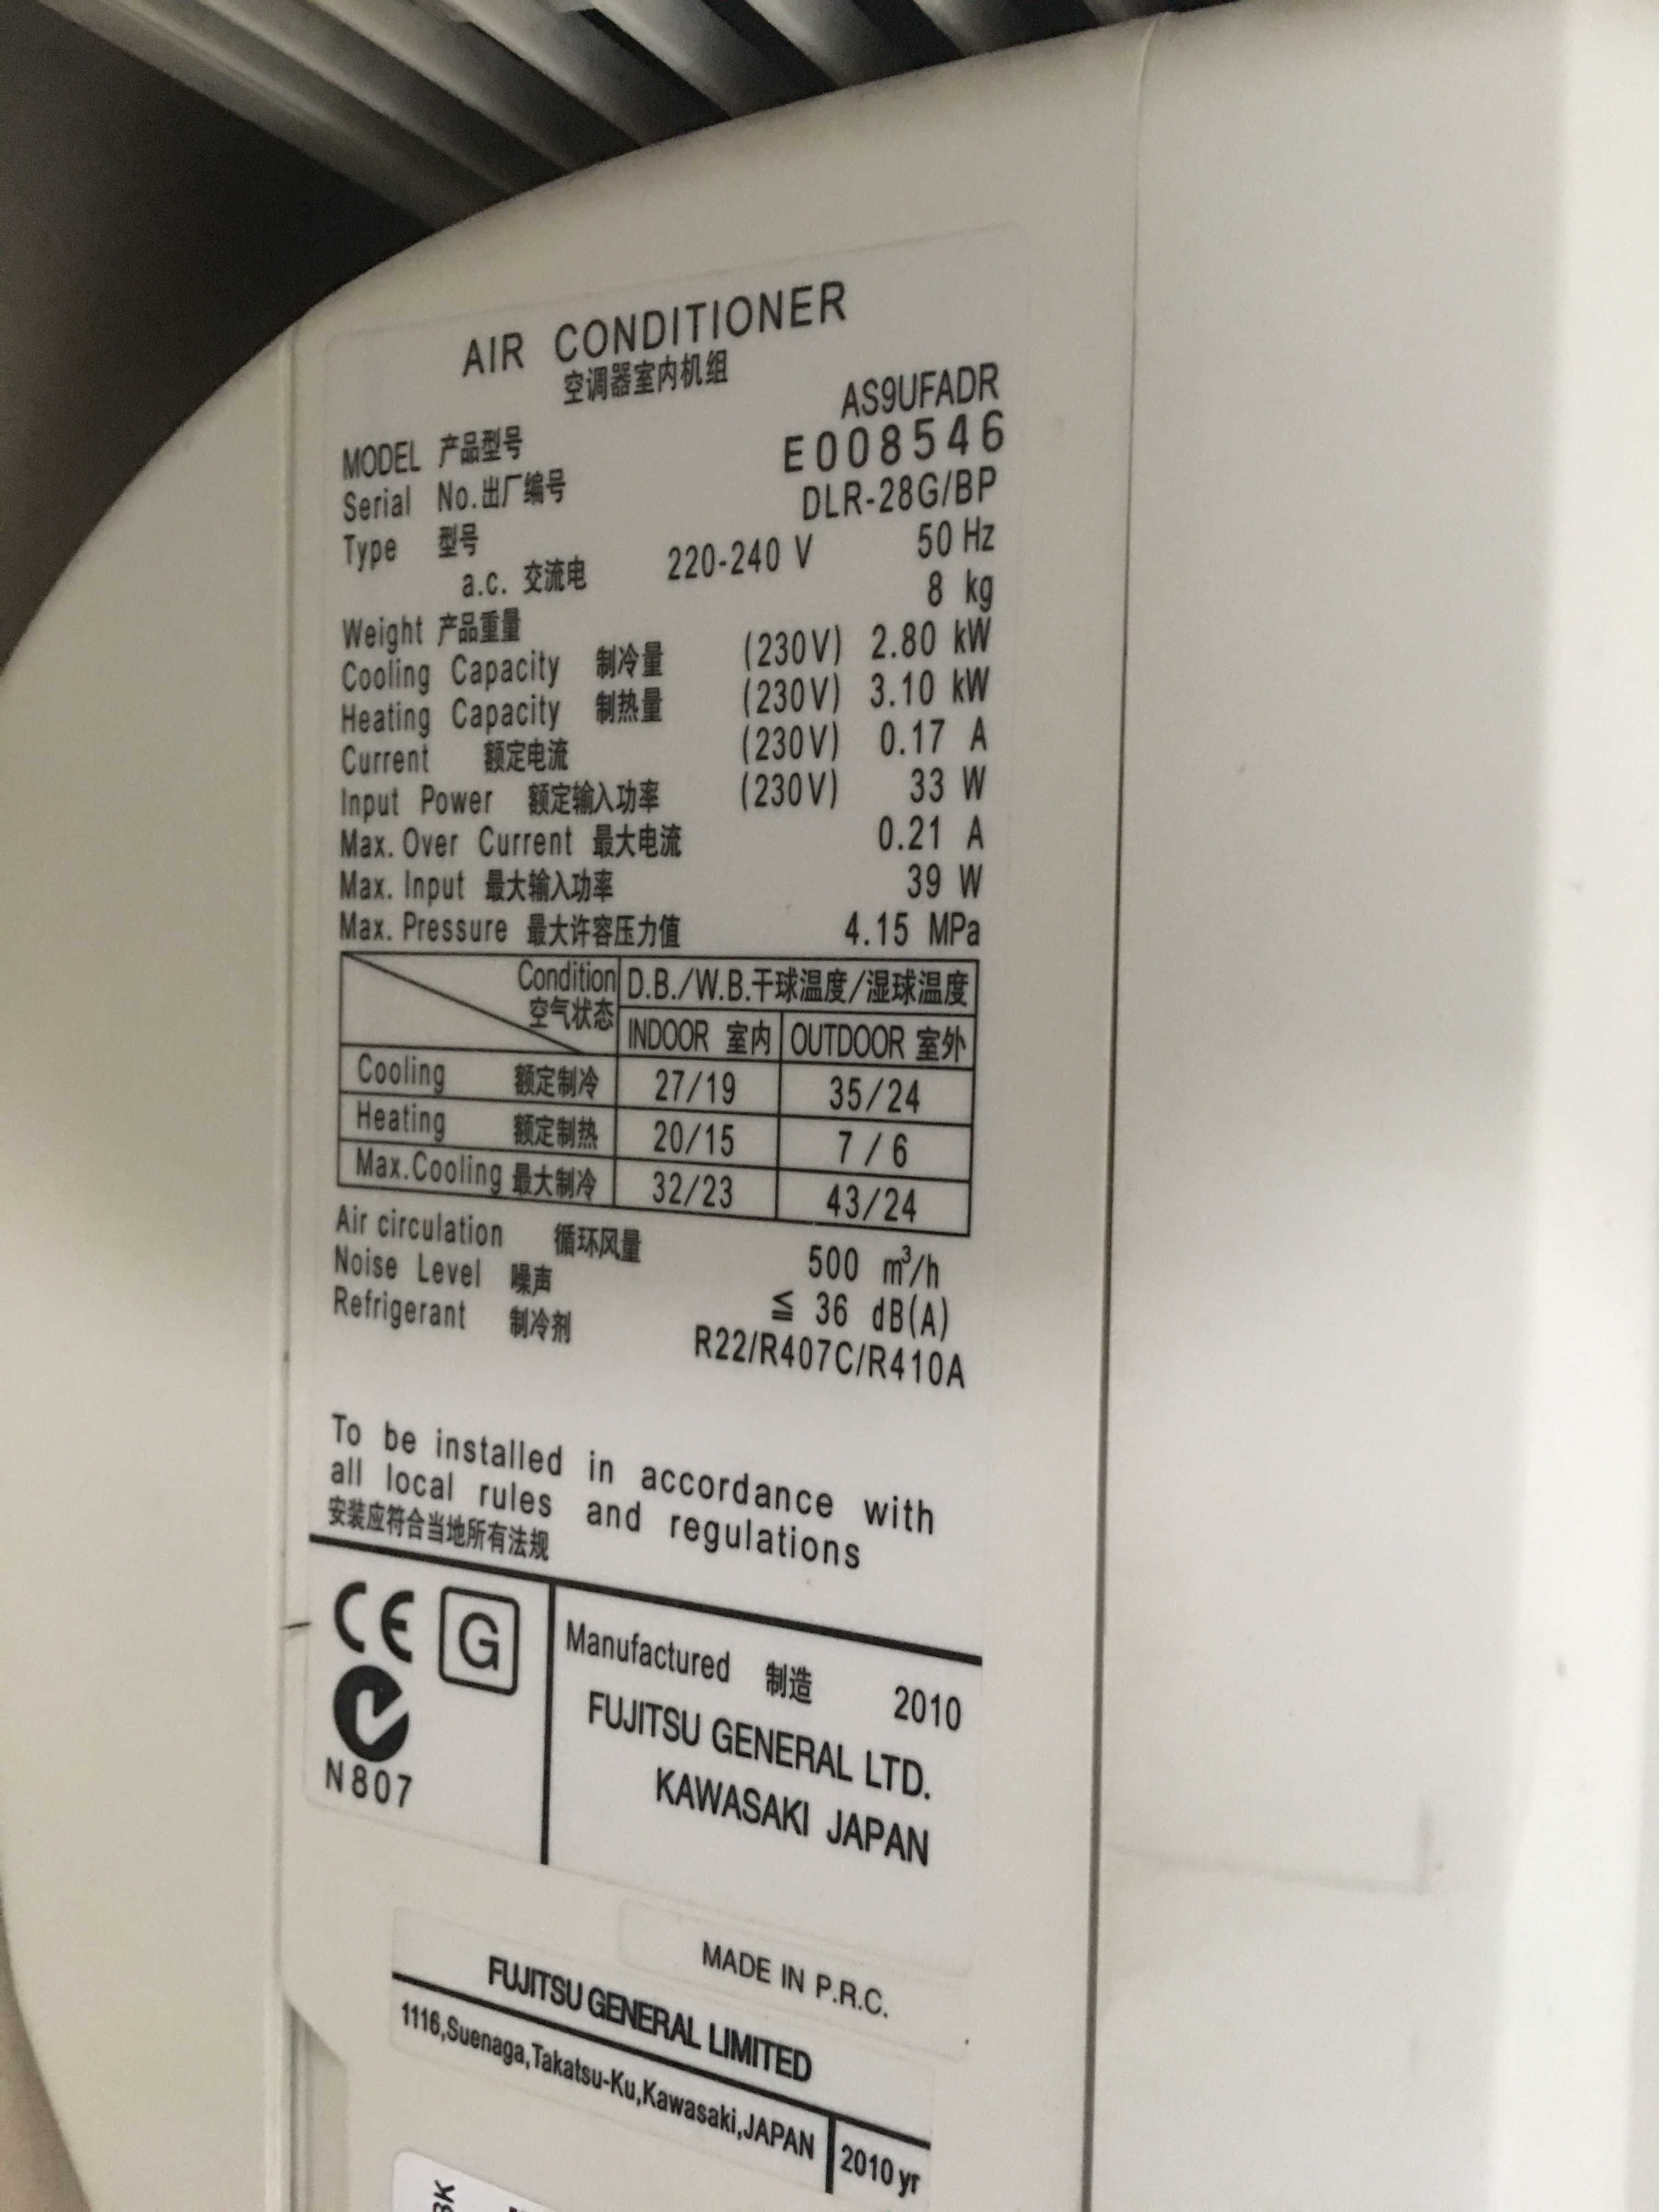 AIR CONDITIONER
空调器室内机组
MODEL 产品型号 AS9UFADR
Serial No.出厂编号 E008546
Type 型号 DLR-28G/BP
a.c. 交流电 220-240 V 50 Hz
Weight 产品重量 8 kg
Cooling Capacity 制冷量 (230V) 2.80 kW
Heating Capacity 制热量 (230V) 3.10 kW
Current 额定电流 (230V) 0.17 A
Input Power 额定输入功率 (230V) 33 W
Max. Over Current 最大电流 0.21 A
Max. Input 最大输入功率 39 W
Max. Pressure 最大许容压力值 4.15 MPa
Condition D.B./W.B.干球温度/湿球温度
空气状态 INDOOR 室内 OUTDOOR 室外
Cooling 额定制冷 27/19 35/24
Heating 额定制热 20/15 7/6
Max.Cooling 最大制冷 32/23 43/24
Air circulation 循环风量 500 m³/h
Noise Level 噪声 ≦ 36 dB(A)
Refrigerant 制冷剂 R22/R407C/R410A
To be installed in accordance with
all local rules and regulations
安装应符合当地所有法规
CE G
N807
Manufactured 制造 2010
FUJITSU GENERAL LTD.
KAWASAKI JAPAN
MADE IN P.R.C.
FUJITSU GENERAL LIMITED
1116,Suenaga,Takatsu-Ku,Kawasaki,JAPAN 2010 yr